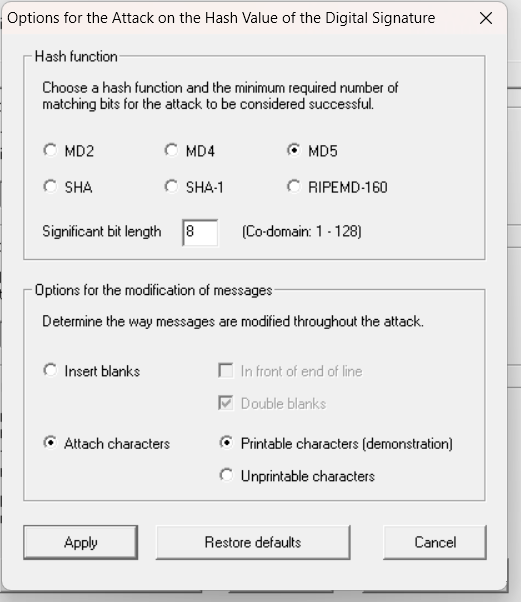 Options for the Attack on the Hash Value of the Digital Signature
Hash function
Choose a hash function and the minimum required number of
matching bits for the attack to be considered successful.
MD2 MD4 MD5
SHA SHA-1 RIPEMD-160
Significant bit length 8 (Co-domain: 1 - 128)
Options for the modification of messages
Determine the way messages are modified throughout the attack.
Insert blanks In front of end of line
Double blanks
Attach characters Printable characters (demonstration)
Unprintable characters
Apply Restore defaults Cancel